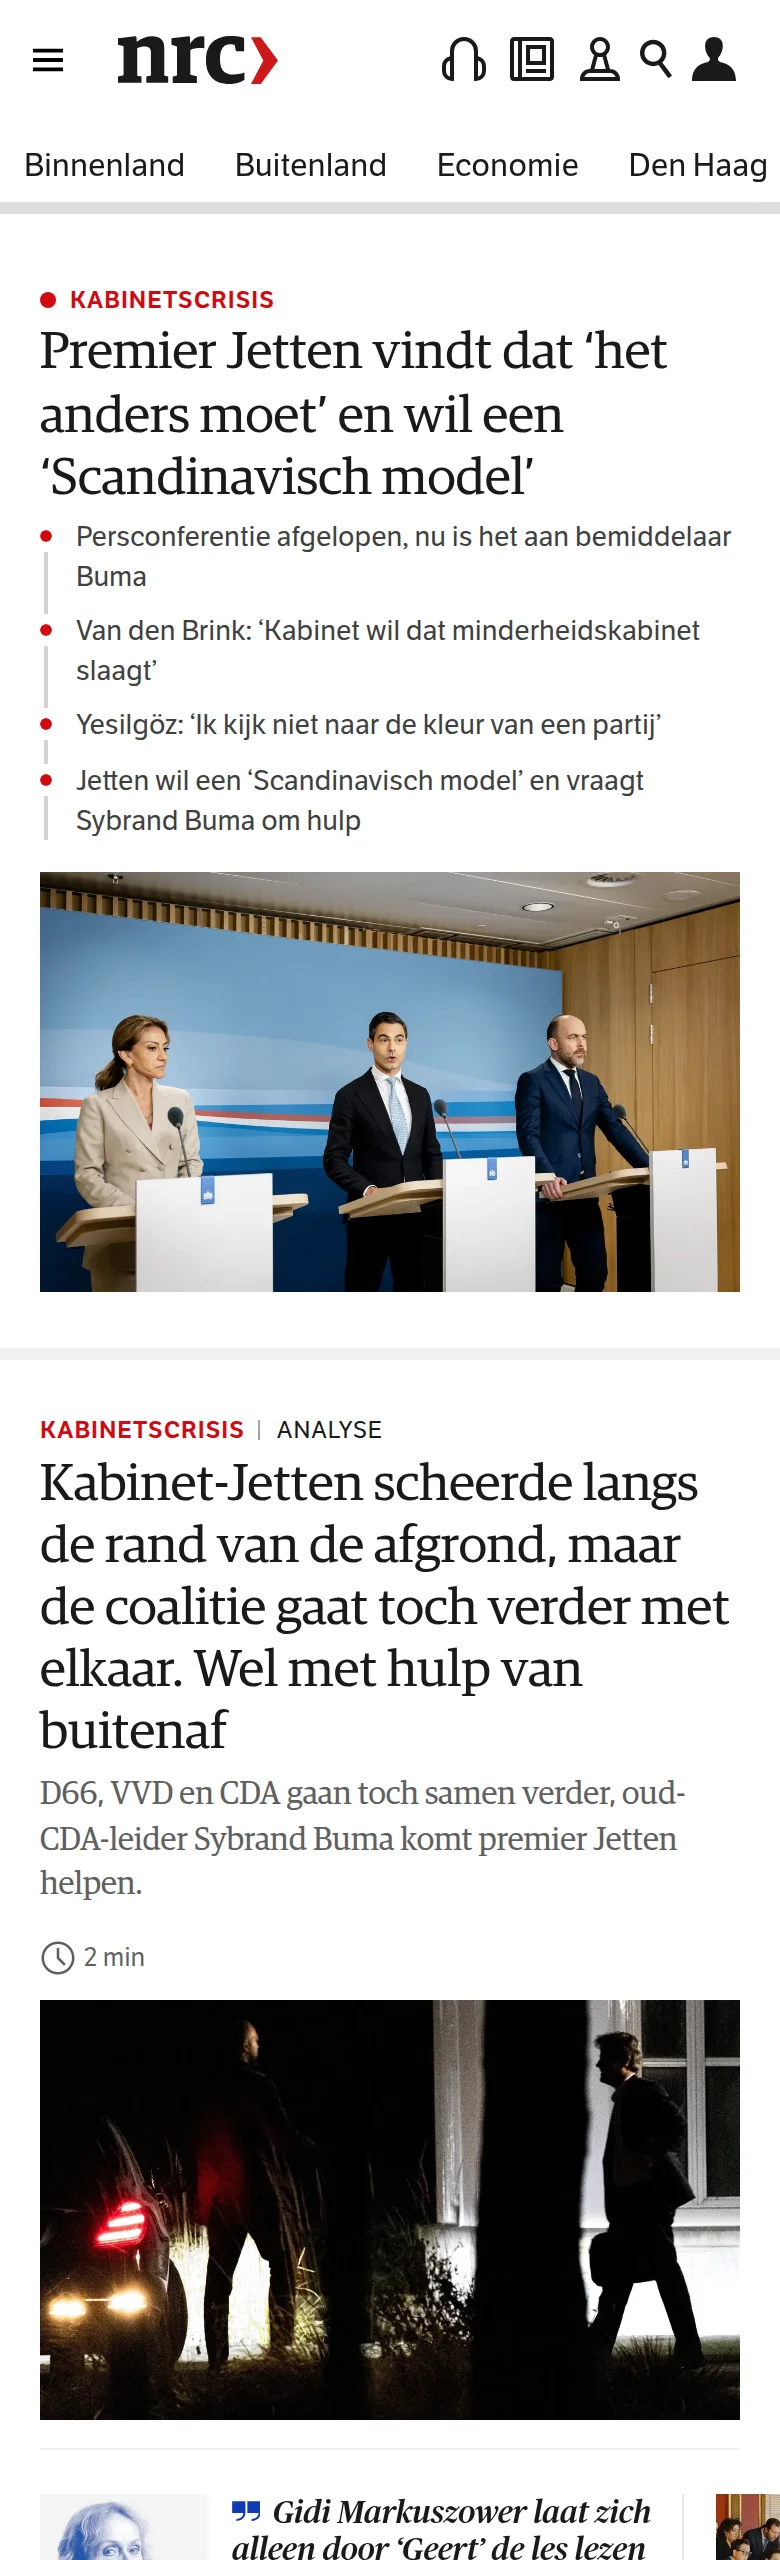 nrc
Binnenland Buitenland Economie Den Haag
KABINETSCRISIS
Premier Jetten vindt dat ‘het
anders moet’ en wil een
‘Scandinavisch model’
Persconferentie afgelopen, nu is het aan bemiddelaar
Buma
Van den Brink: ‘Kabinet wil dat minderheidskabinet
slaagt’
Yesilgöz: ‘Ik kijk niet naar de kleur van een partij’
Jetten wil een ‘Scandinavisch model’ en vraagt
Sybrand Buma om hulp
KABINETSCRISIS | ANALYSE
Kabinet-Jetten scheerde langs
de rand van de afgrond, maar
de coalitie gaat toch verder met
elkaar. Wel met hulp van
buitenaf
D66, VVD en CDA gaan toch samen verder, oud-
CDA-leider Sybrand Buma komt premier Jetten
helpen.
2 min
Gidi Markuszower laat zich
alleen door ‘Geert’ de les lezen